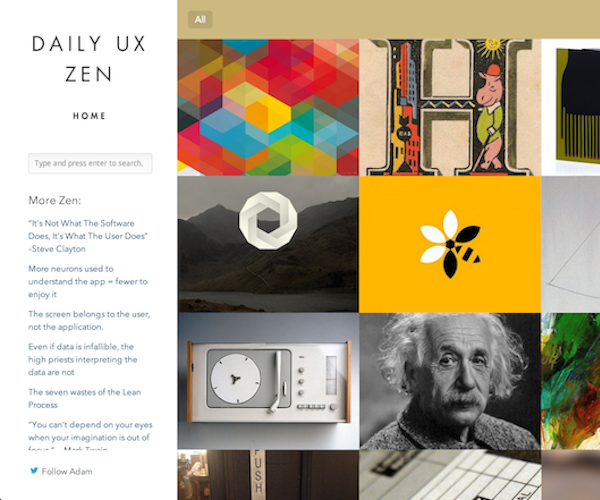 DAILY UX
ZEN
HOME
Type and press enter to search.
More Zen:
"It's Not What The Software
Does, It's What The User Does"
–Steve Clayton
More neurons used to
understand the app = fewer to
enjoy it
The screen belongs to the user,
not the application.
Even if data is infallible, the
high priests interpreting the
data are not
The seven wastes of the Lean
Process
"You can't depend on your eyes
when your imagination is out of
focus." – Mark Twain
Follow Adam
All
H
PUSH